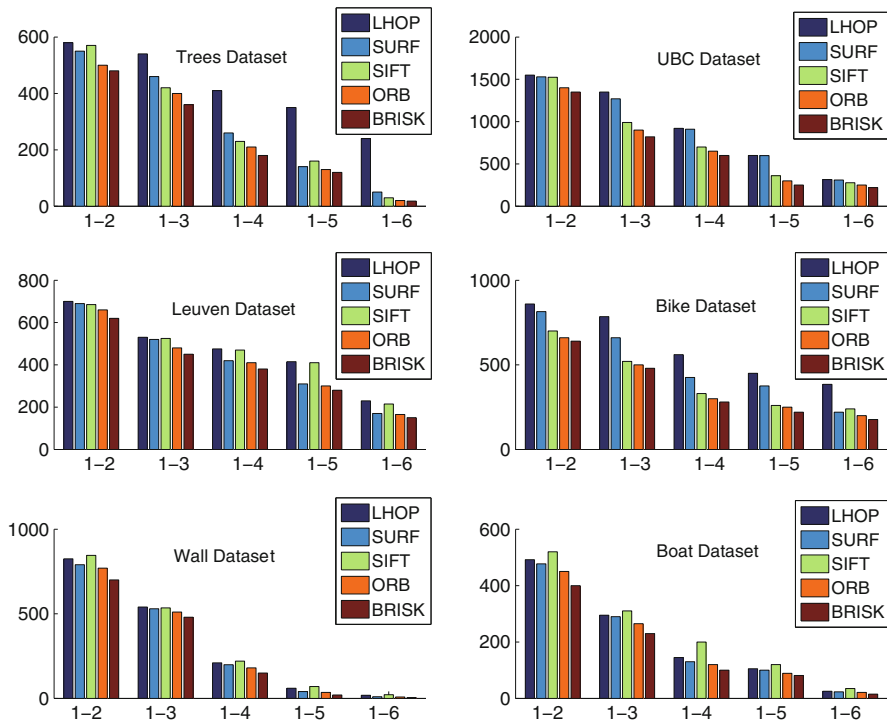 Trees Dataset
LHOP
SURF
SIFT
ORB
BRISK
600
400
200
0
1−2
1−3
1−4
1−5
1−6
UBC Dataset
LHOP
SURF
SIFT
ORB
BRISK
2000
1500
1000
500
0
1−2
1−3
1−4
1−5
1−6
Leuven Dataset
LHOP
SURF
SIFT
ORB
BRISK
800
600
400
200
0
1−2
1−3
1−4
1−5
1−6
Bike Dataset
LHOP
SURF
SIFT
ORB
BRISK
1000
500
0
1−2
1−3
1−4
1−5
1−6
Wall Dataset
LHOP
SURF
SIFT
ORB
BRISK
1000
500
0
1−2
1−3
1−4
1−5
1−6
Boat Dataset
LHOP
SURF
SIFT
ORB
BRISK
600
400
200
0
1−2
1−3
1−4
1−5
1−6